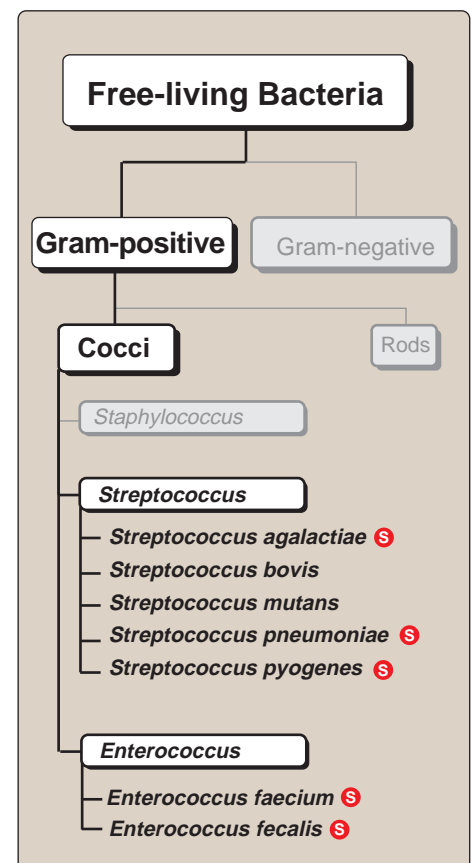 Free-living Bacteria
Gram-positive
Gram-negative
Cocci
Rods
Staphylococcus
Streptococcus
Streptococcus agalactiae S
Streptococcus bovis
Streptococcus mutans
Streptococcus pneumoniae S
Streptococcus pyogenes S
Enterococcus
Enterococcus faecium S
Enterococcus fecalis S